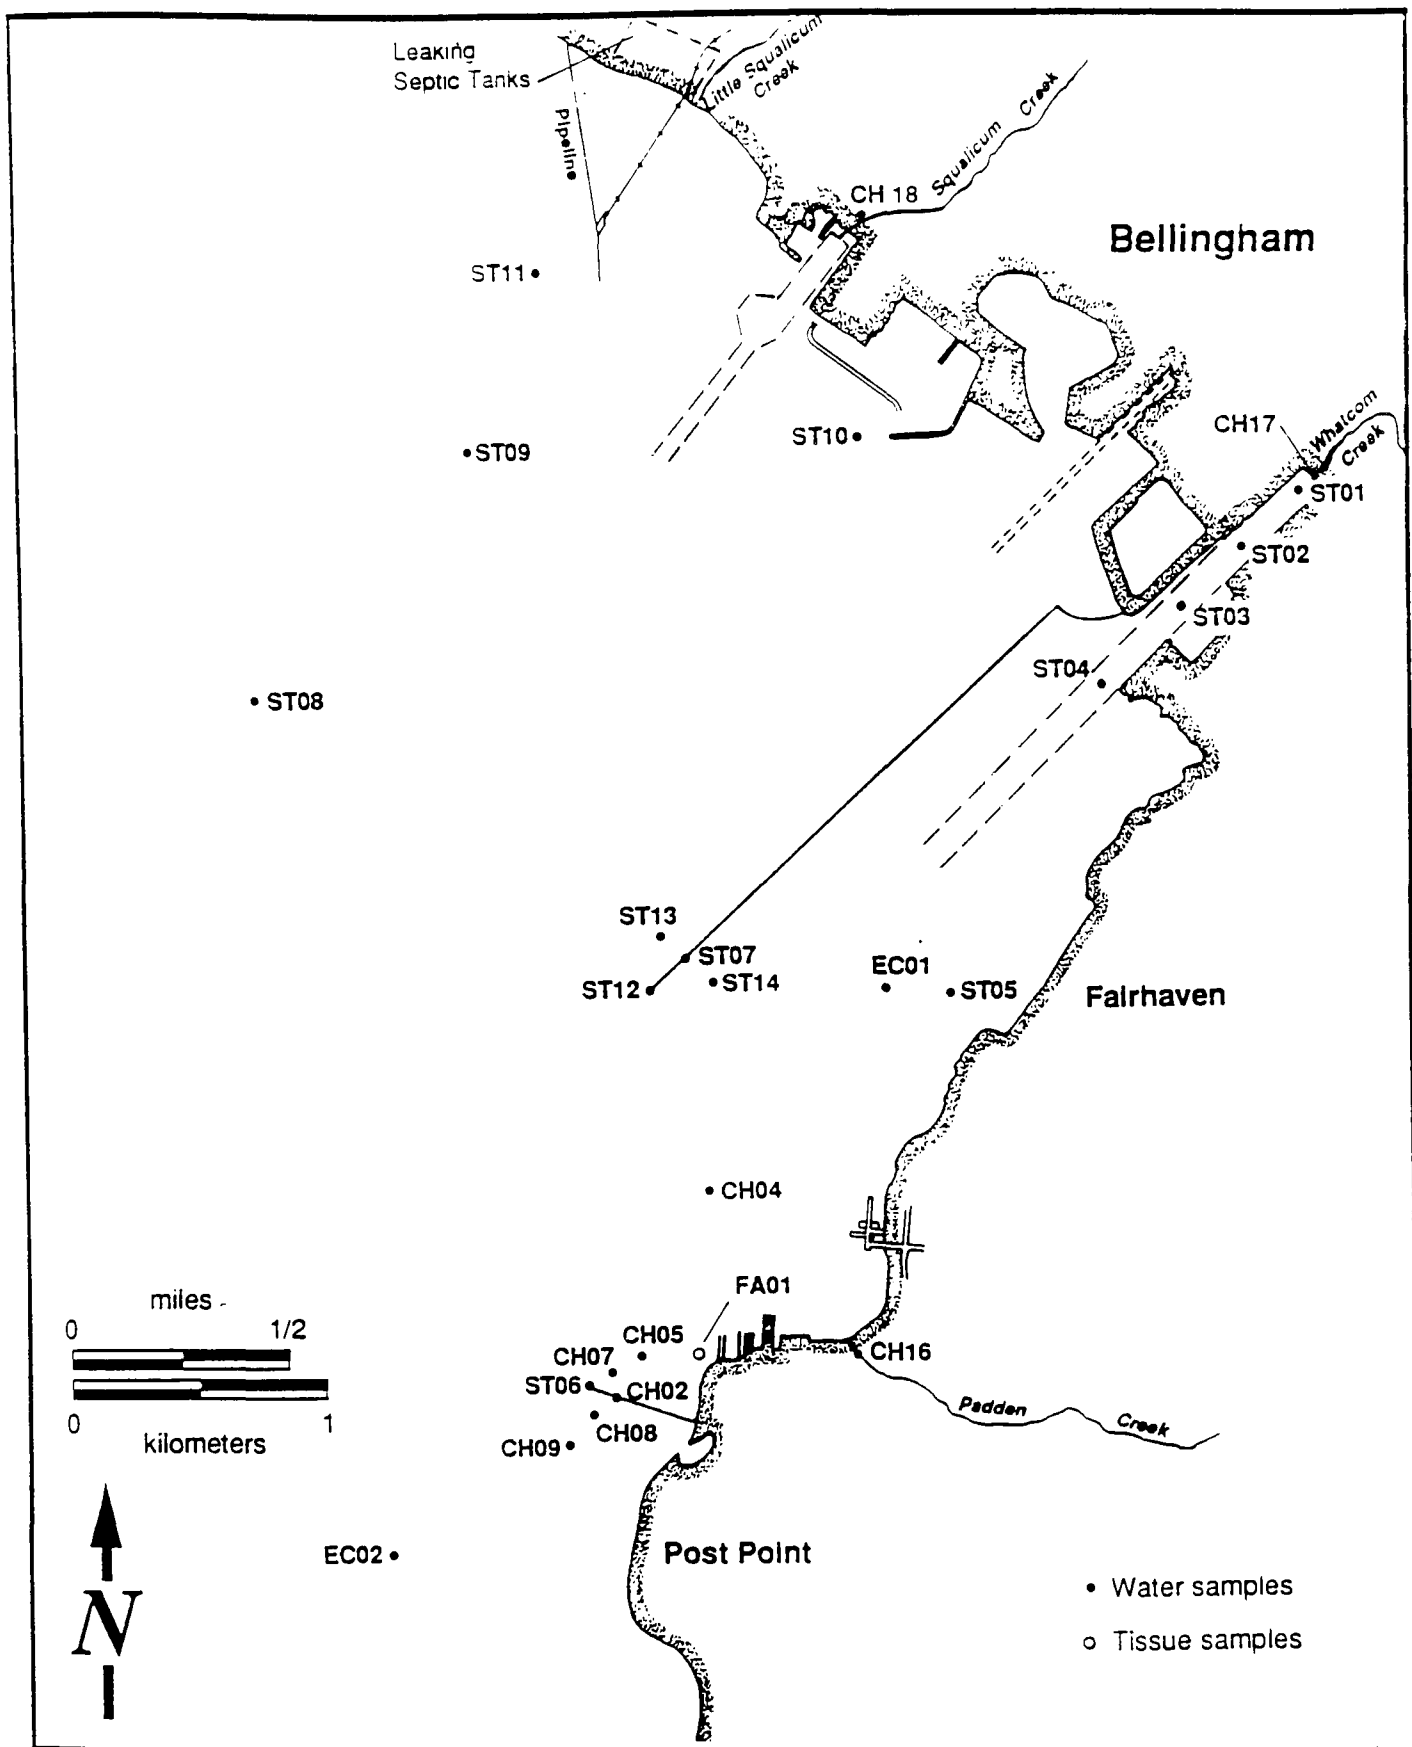 Leaking
Septic Tanks
Little Squalicum
Creek
Pipeline
Squalicum Creek
CH 18
Bellingham
ST11
ST09
ST10
CH17
Whatcom
Creek
ST01
ST02
ST03
ST04
ST08
ST13
ST07
ST12
ST14
EC01
ST05
Fairhaven
CH04
FA01
miles
0 1/2
0 1
kilometers
CH05
CH07
ST06
CH02
CH08
CH09
CH16
Padden Creek
EC02
Post Point
N
Water samples
Tissue samples